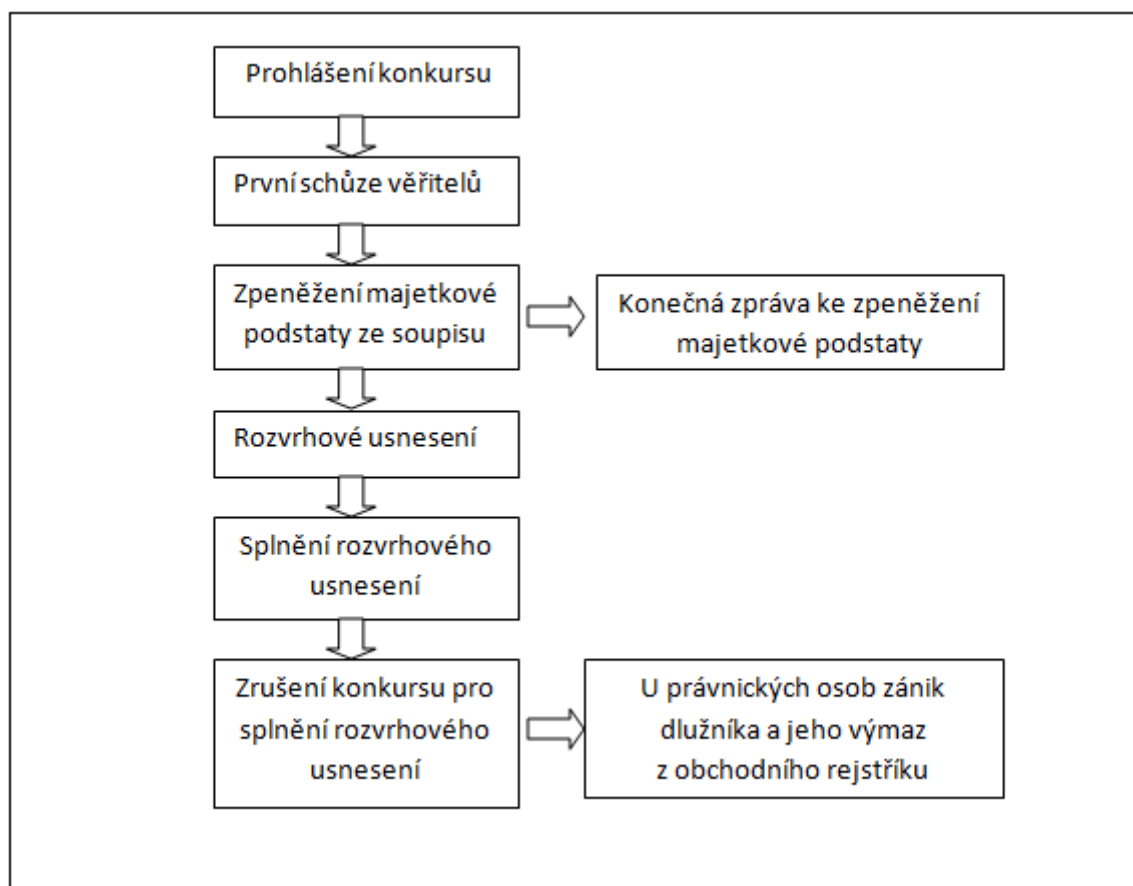 Prohlášení konkursu
První schůze věřitelů
Zpeněžení majetkové
podstaty ze soupisu
Konečná zpráva ke zpeněžení
majetkové podstaty
Rozvrhové usnesení
Splnění rozvrhového
usnesení
Zrušení konkursu pro
splnění rozvrhového
usnesení
U právnických osob zánik
dlužníka a jeho výmaz
z obchodního rejstříku